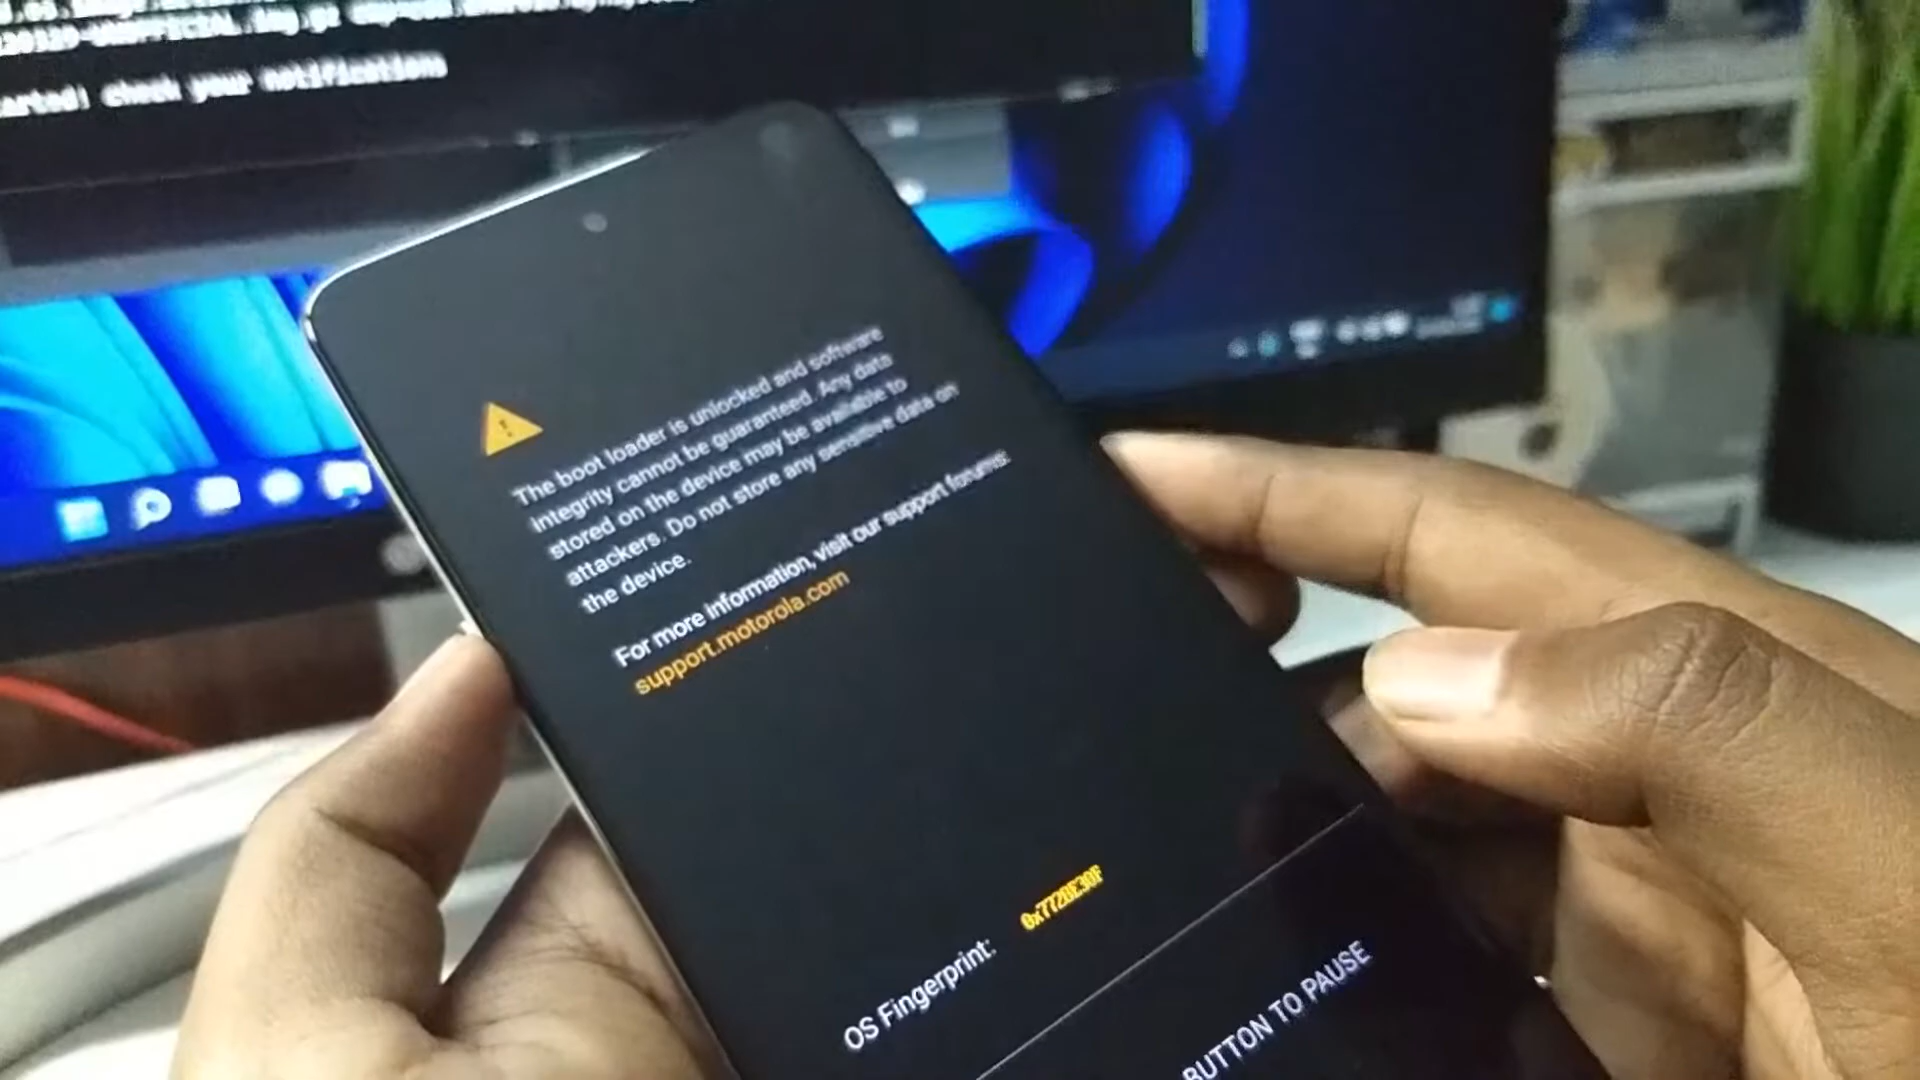 check your notifications
The boot loader is unlocked and software
integrity cannot be guaranteed. Any data
stored on the device may be available to
attackers. Do not store any sensitive data on
the device.
For more information, visit our support forums:
support.motorola.com
OS Fingerprint:
BUTTON TO PAUSE